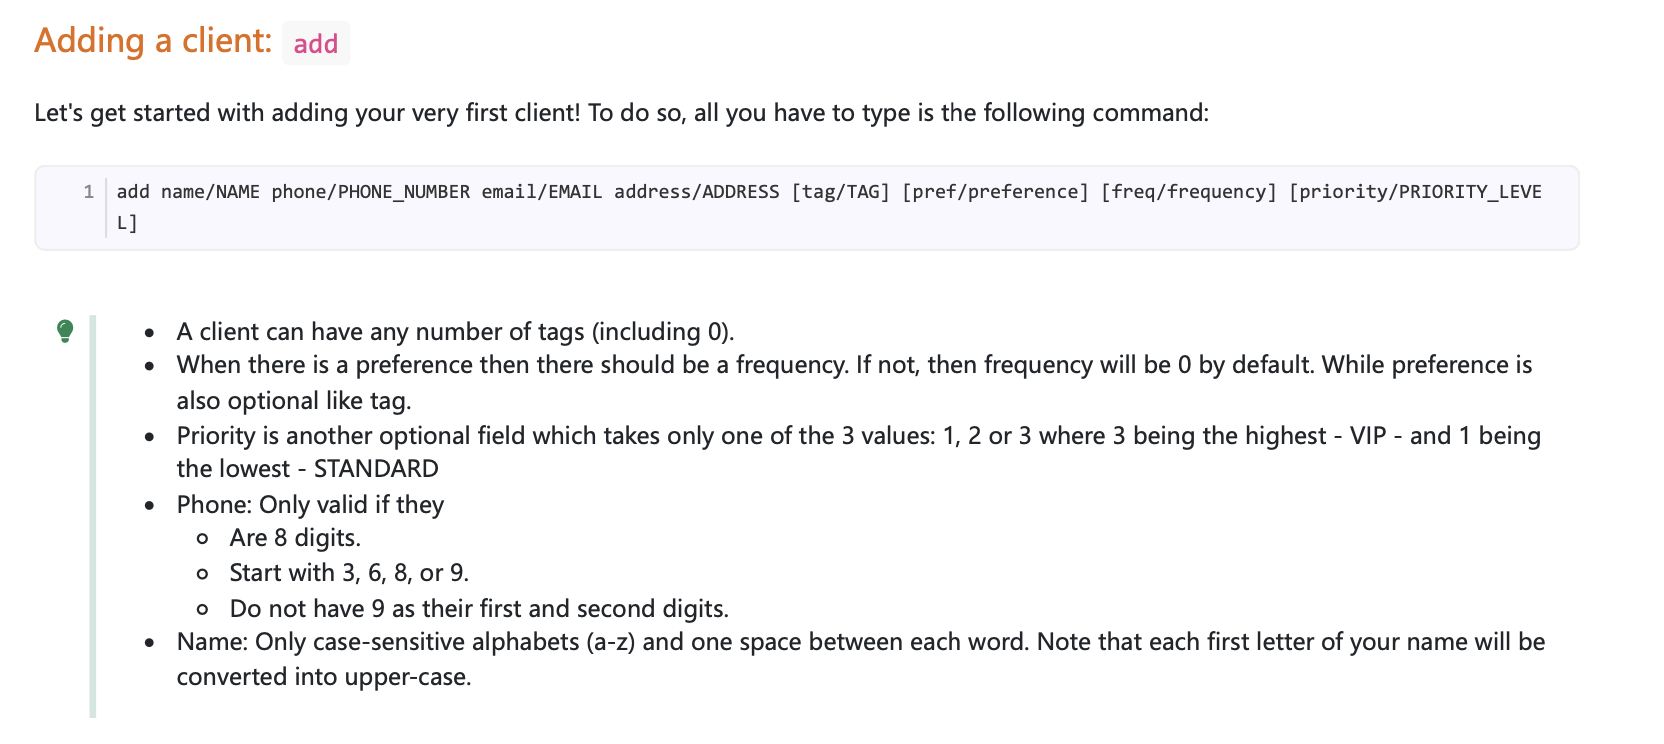 Adding a client: add
Let's get started with adding your very first client! To do so, all you have to type is the following command:
1 add name/NAME phone/PHONE_NUMBER email/EMAIL address/ADDRESS [tag/TAG] [pref/preference] [freq/frequency] [priority/PRIORITY_LEVE
L]
• A client can have any number of tags (including 0).
• When there is a preference then there should be a frequency. If not, then frequency will be 0 by default. While preference is
also optional like tag.
• Priority is another optional field which takes only one of the 3 values: 1, 2 or 3 where 3 being the highest - VIP - and 1 being
the lowest - STANDARD
• Phone: Only valid if they
◦ Are 8 digits.
◦ Start with 3, 6, 8, or 9.
◦ Do not have 9 as their first and second digits.
• Name: Only case-sensitive alphabets (a-z) and one space between each word. Note that each first letter of your name will be
converted into upper-case.